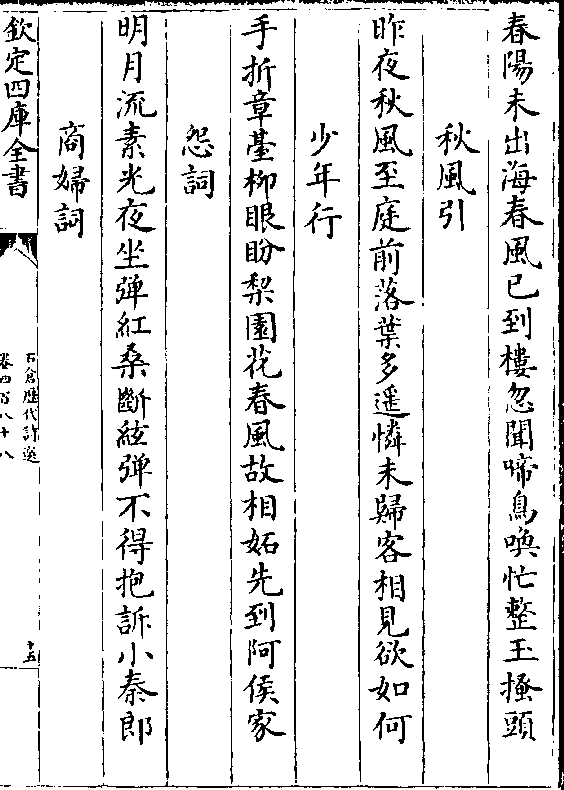 春陽未出海春風已到樓忽聞啼鳥喚忙整玉搔頭
秋風引
昨夜秋風至庭前落葉多遥憐未歸客相見欲如何
少年行
手折章臺柳眼盼梨園花春風故相妬先到阿侯家
怨詞
明月流素光夜坐弾紅桑斷絃弾不得抱訴小秦郎
商婦詞
欽定四庫全書
石倉歷代詩選
卷四百八十八
十五